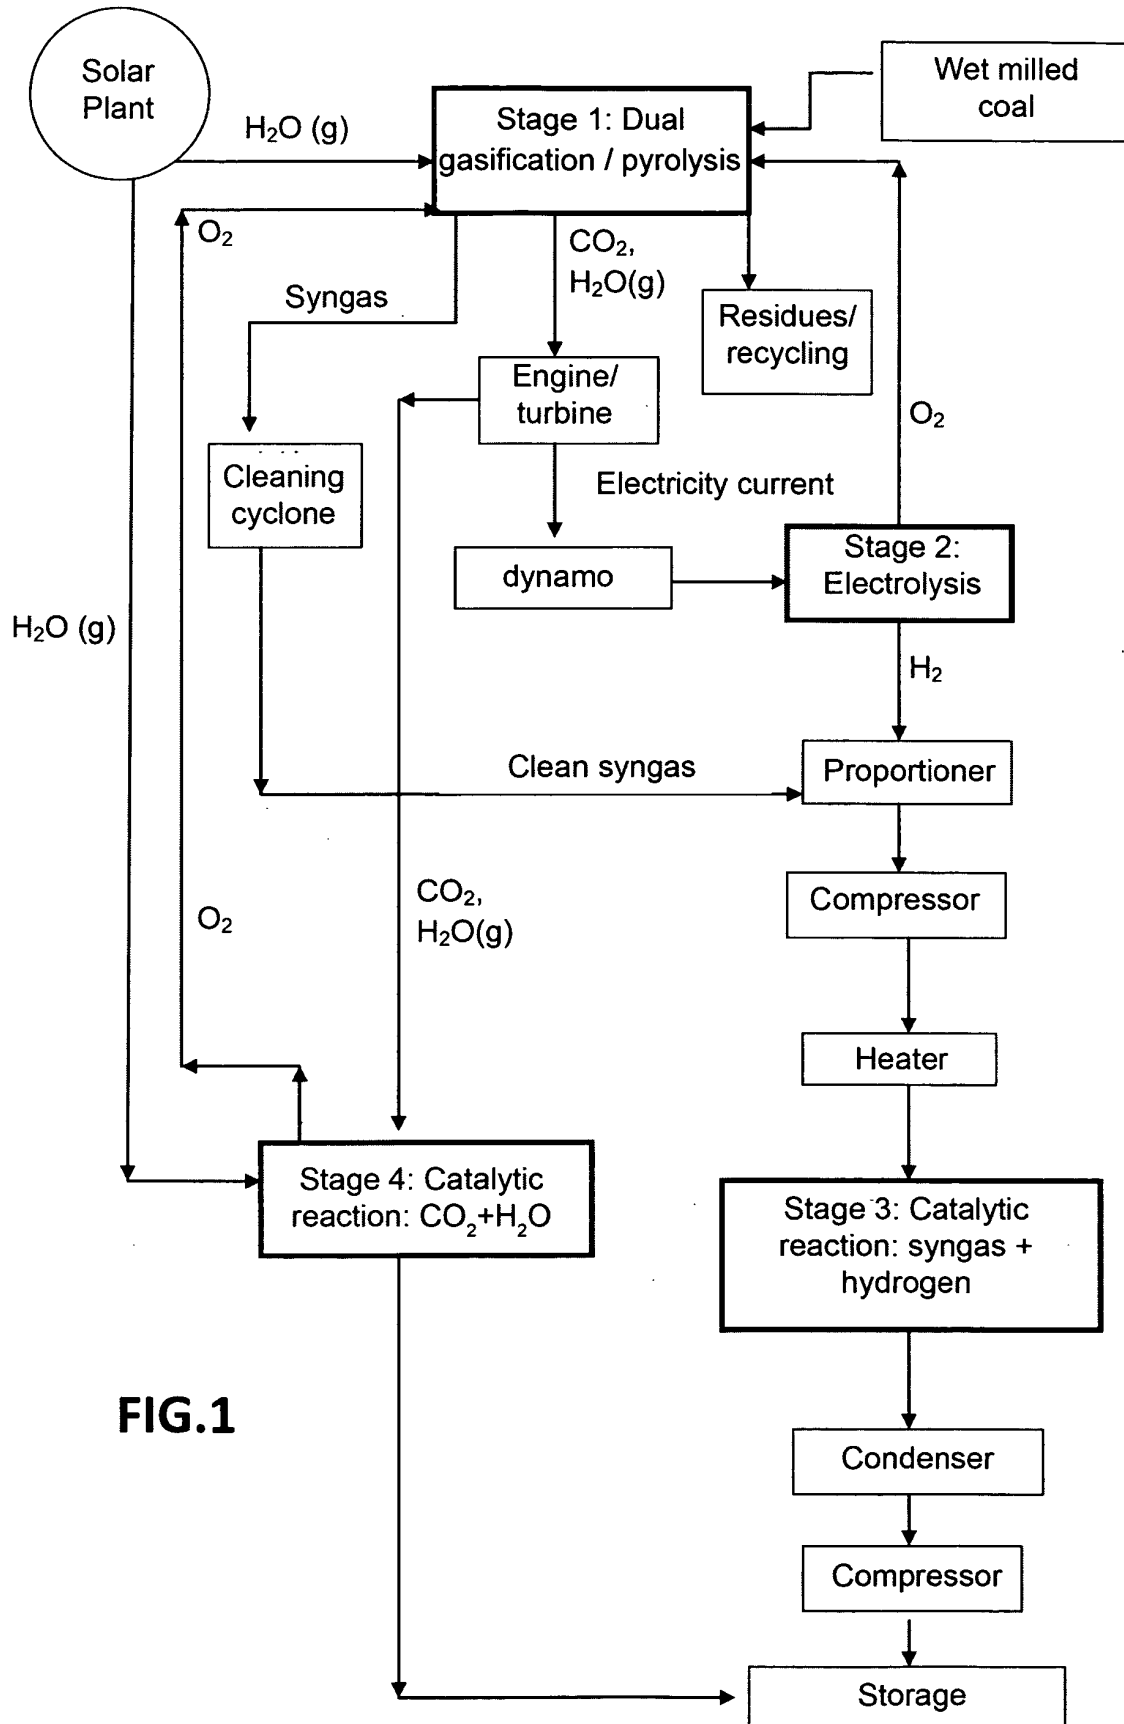 Solar
Plant
Wet milled
coal
Stage 1: Dual
gasification / pyrolysis
H₂O (g)
O₂
CO₂,
H₂O(g)
Syngas
Residues/
recycling
Engine/
turbine
O₂
Cleaning
cyclone
Electricity current
Stage 2:
Electrolysis
dynamo
H₂O (g)
H₂
Clean syngas
Proportioner
CO₂,
H₂O(g)
O₂
Compressor
Heater
Stage 4: Catalytic
reaction: CO₂+H₂O
Stage 3: Catalytic
reaction: syngas +
hydrogen
FIG.1
Condenser
Compressor
Storage